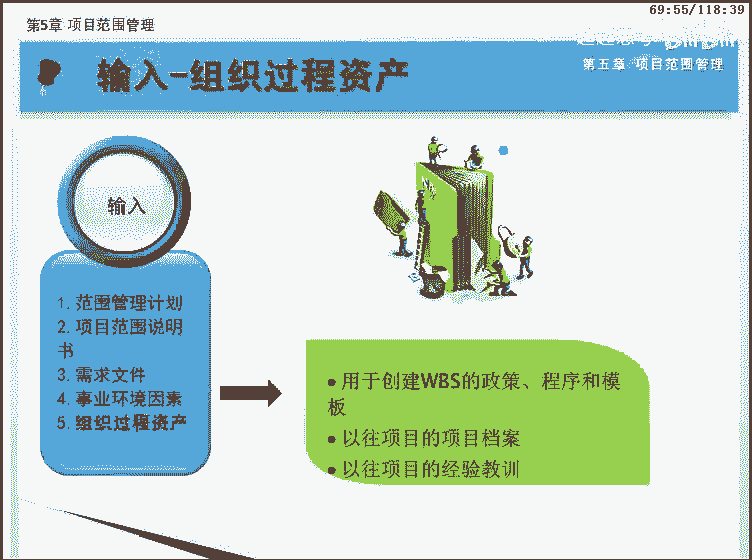 69:55/118:39
第5章 项目范围管理
输入-组织过程资产
第五章 项目范围管理
输入
1. 范围管理计划
2. 项目范围说明
书
3. 需求文件
4. 事业环境因素
5. 组织过程资产
● 用于创建WBS的政策、程序和模
板
● 以往项目的项目档案
● 以往项目的经验教训